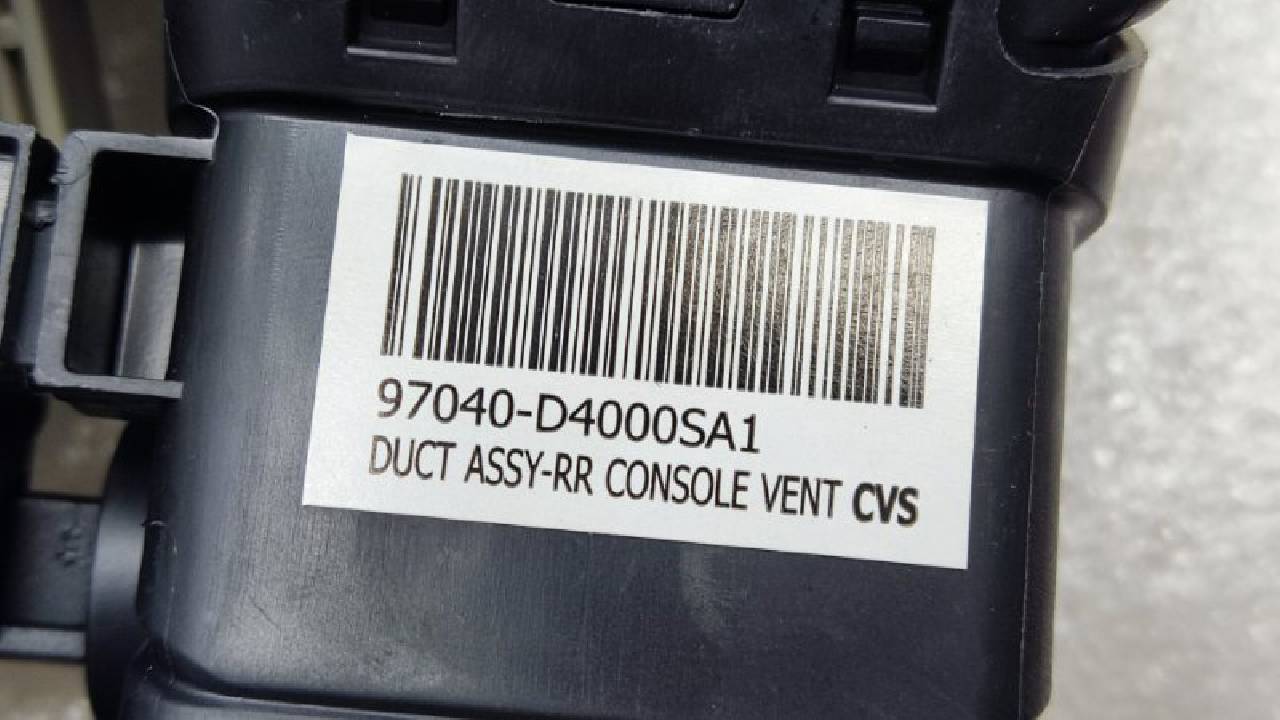 97040-D4000SA1
DUCT ASSY-RR CONSOLE VENT CVS